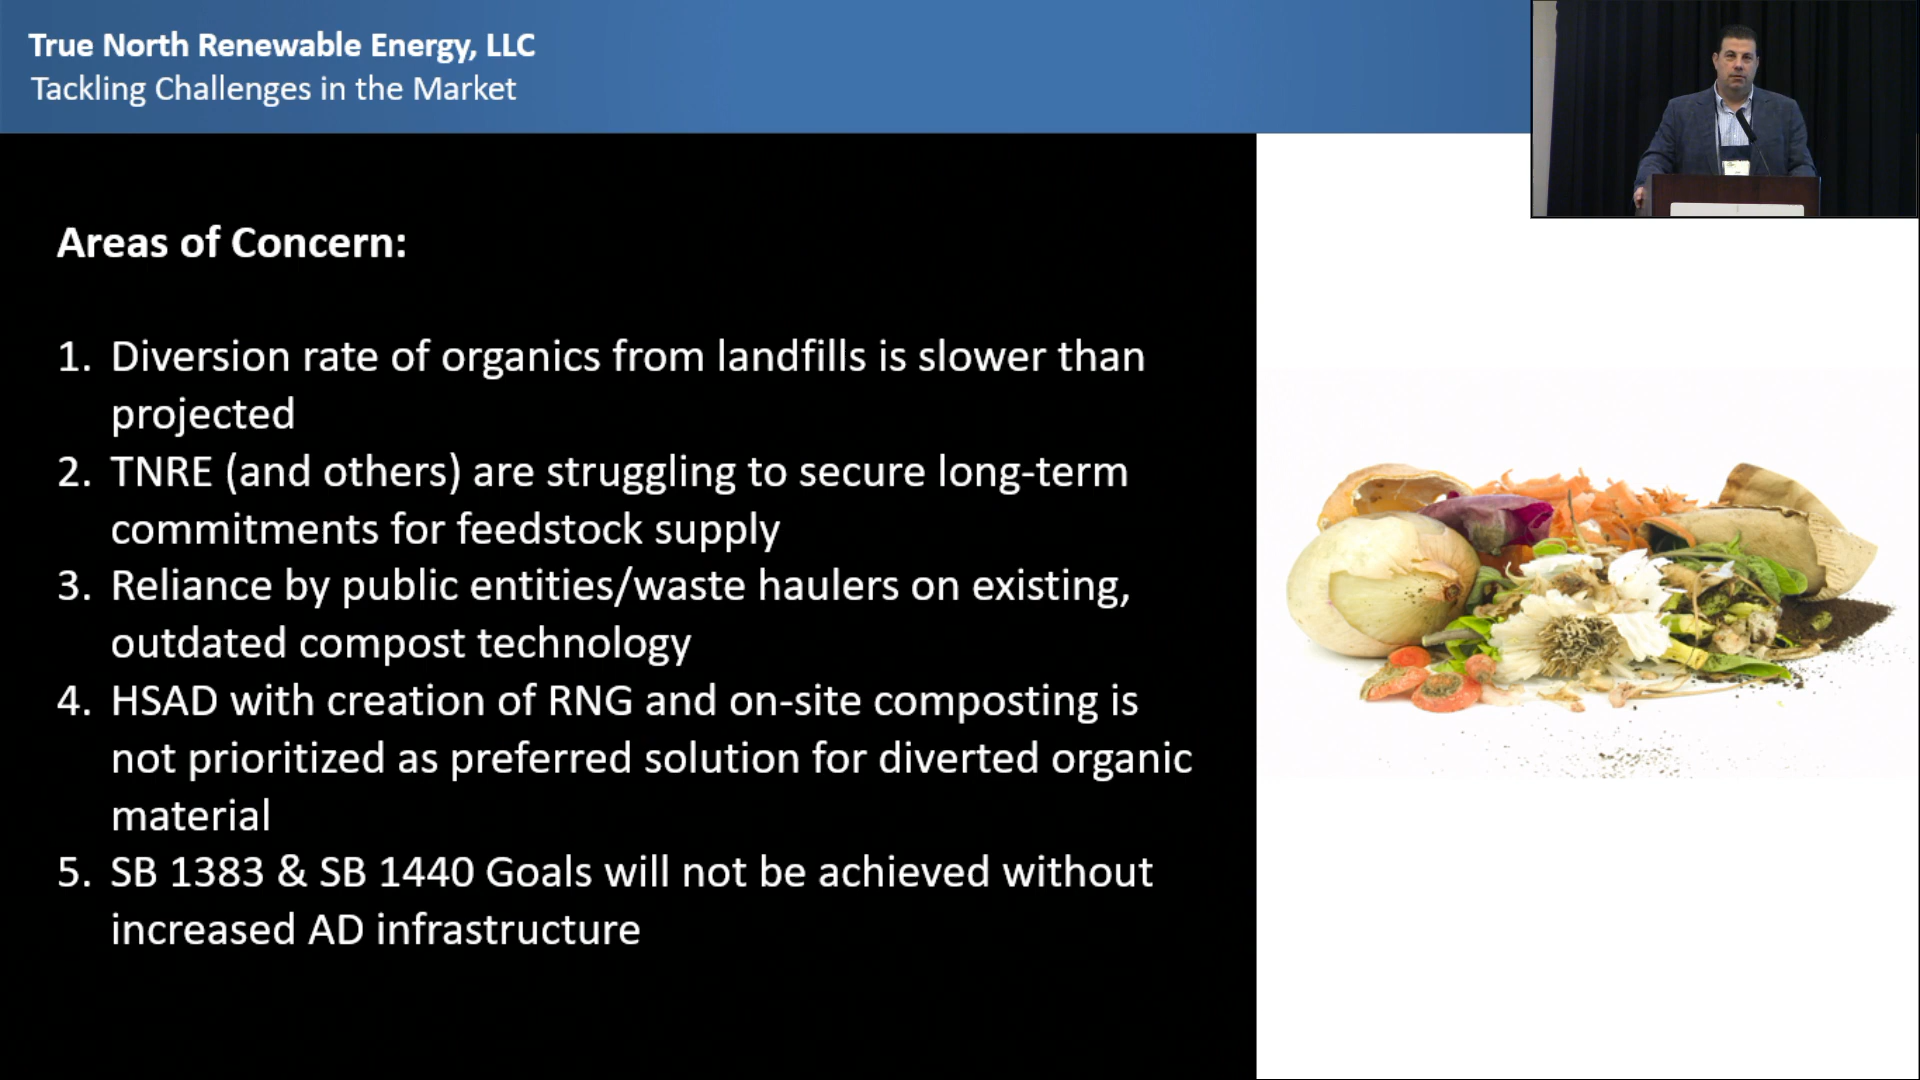 True North Renewable Energy, LLC
Tackling Challenges in the Market
Areas of Concern:
1. Diversion rate of organics from landfills is slower than
projected
2. TNRE (and others) are struggling to secure long-term
commitments for feedstock supply
3. Reliance by public entities/waste haulers on existing,
outdated compost technology
4. HSAD with creation of RNG and on-site composting is
not prioritized as preferred solution for diverted organic
material
5. SB 1383 & SB 1440 Goals will not be achieved without
increased AD infrastructure